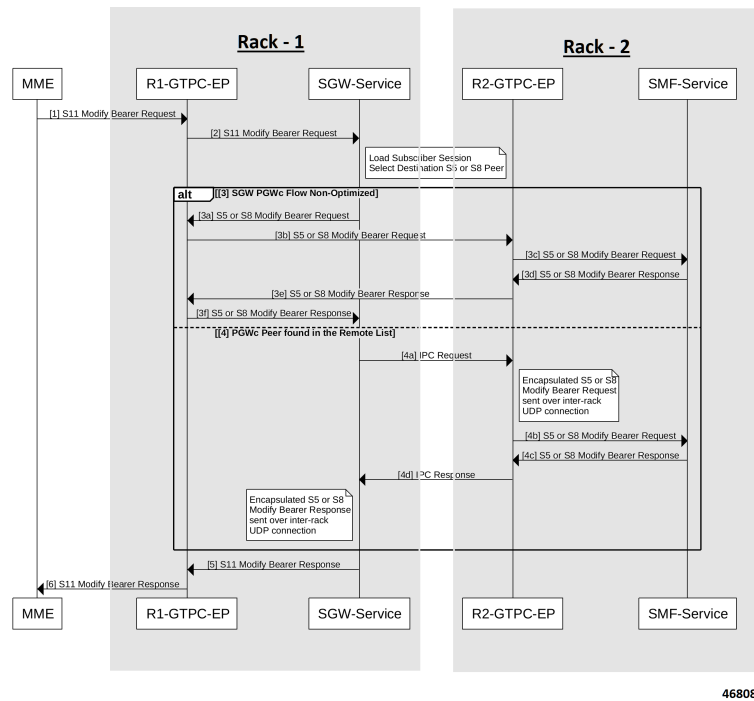 Rack - 1
Rack - 2
MME
R1-GTPC-EP
SGW-Service
R2-GTPC-EP
SMF-Service
[1] S11 Modify Bearer Request
[2] S11 Modify Bearer Request
Load Subscriber Session
Select Destination S5 or S8 Peer
alt
[[3] SGW PGWc Flow Non-Optimized]
[3a] S5 or S8 Modify Bearer Request
[3b] S5 or S8 Modify Bearer Request
[3c] S5 or S8 Modify Bearer Request
[3d] S5 or S8 Modify Bearer Response
[3e] S5 or S8 Modify Bearer Response
[3f] S5 or S8 Modify Bearer Response
[[4] PGWc Peer found in the Remote List]
[4a] IPC Request
Encapsulated S5 or S8
Modify Bearer Request
sent over inter-rack
UDP connection
[4b] S5 or S8 Modify Bearer Request
[4c] S5 or S8 Modify Bearer Response
[4d] IPC Response
Encapsulated S5 or S8
Modify Bearer Response
sent over inter-rack
UDP connection
[5] S11 Modify Bearer Response
[6] S11 Modify Bearer Response
MME
R1-GTPC-EP
SGW-Service
R2-GTPC-EP
SMF-Service
46808